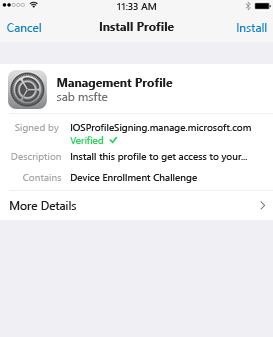 11:33 AM
Cancel Install Profile Install
Management Profile
sab msfte
Signed by IOSProfileSigning.manage.microsoft.com
Verified ✓
Description Install this profile to get access to your...
Contains Device Enrollment Challenge
More Details